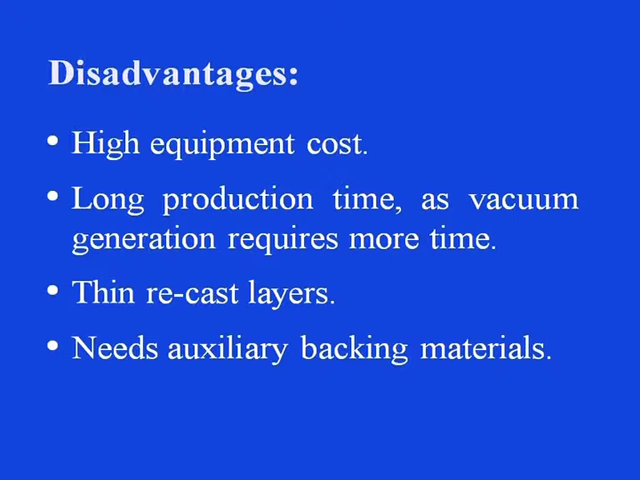 Disadvantages:
• High equipment cost.
• Long production time, as vacuum
generation requires more time.
• Thin re-cast layers.
• Needs auxiliary backing materials.